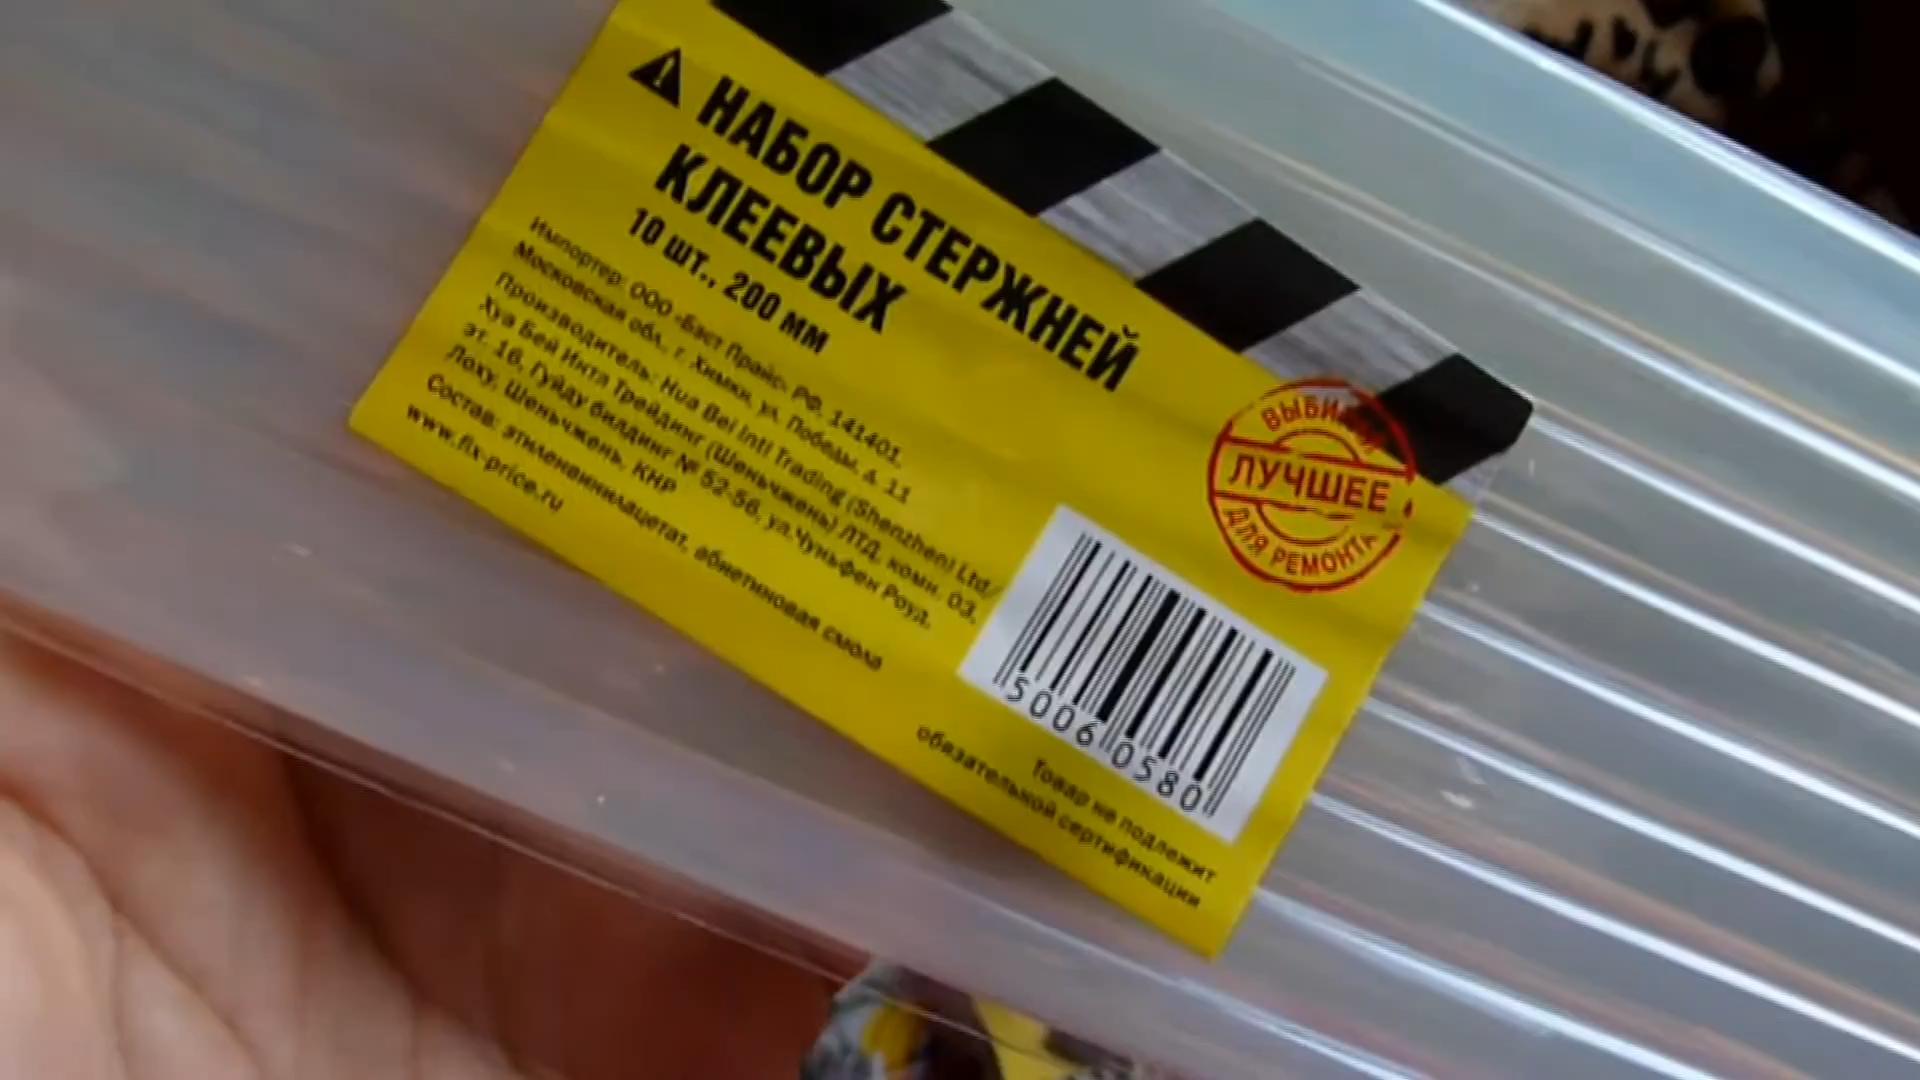 НАБОР СТЕРЖНЕЙ
КЛЕЕВЫХ
10 шт., 200 мм
Импортер: ООО «Бэст Прайс» РФ, 141401,
Московская обл., г. Химки, ул. Победы, д. 11
Производитель: Hua Bei Intl Trading (Shenzhen) Ltd/
Хуа Бей Интл Трейдинг (Шеньчжень) ЛТД, комн. 03,
эт. 16, Гуйду билдинг № 52-56, ул.Чуньфен Роуд,
Лоху, Шеньчжень, КНР
Состав: этиленвинилацетат, абиетиновая смола
www.fix-price.ru
ВЫБИРАЙ
ЛУЧШЕЕ
ДЛЯ РЕМОНТА
5006 0580
Товар не подлежит
обязательной сертификации